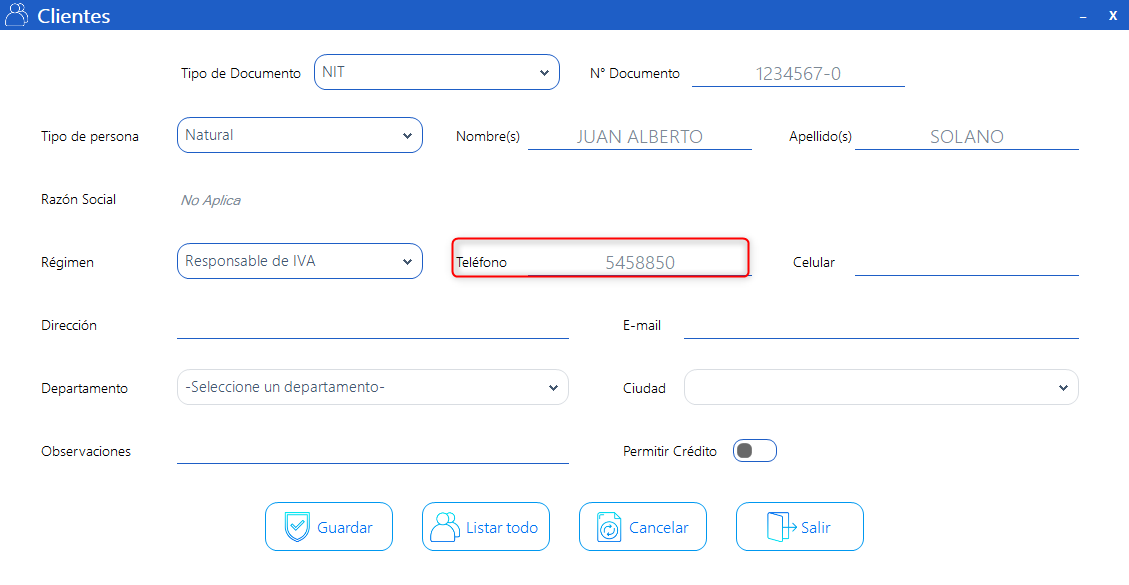 Clientes
Tipo de Documento NIT N° Documento 1234567-0
Tipo de persona Natural Nombre(s) JUAN ALBERTO Apellido(s) SOLANO
Razón Social No Aplica
Régimen Responsable de IVA Teléfono 5458850 Celular
Dirección E-mail
Departamento -Seleccione un departamento- Ciudad
Observaciones Permitir Crédito
Guardar Listar todo Cancelar Salir